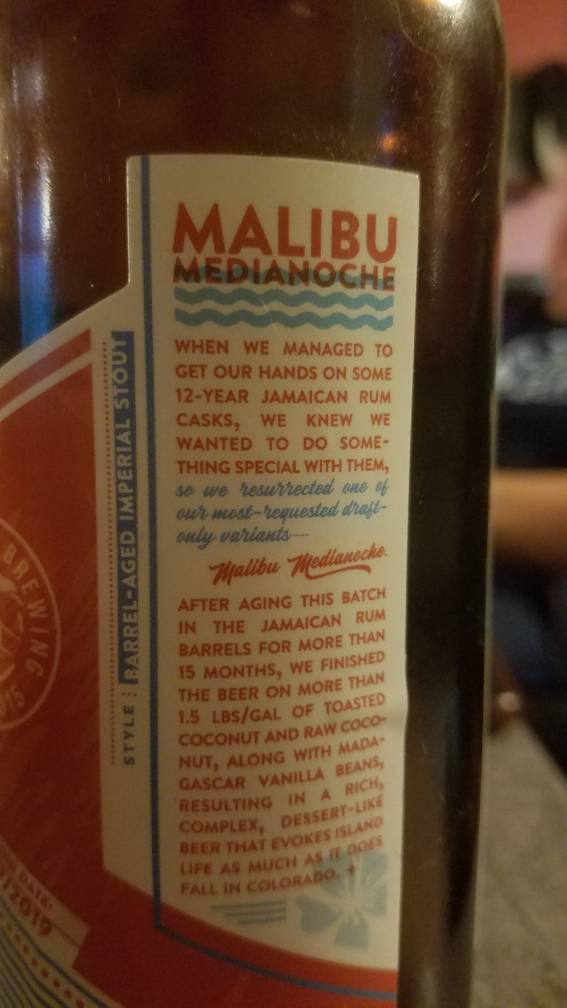 MALIBU
MEDIANOCHE
WHEN WE MANAGED TO
GET OUR HANDS ON SOME
12-YEAR JAMAICAN RUM
CASKS, WE KNEW WE
WANTED TO DO SOME-
THING SPECIAL WITH THEM,
so we resurrected one of
our most-requested draft-
only variants—
Malibu Medianoche.
AFTER AGING THIS BATCH
IN THE JAMAICAN RUM
BARRELS FOR MORE THAN
15 MONTHS, WE FINISHED
THE BEER ON MORE THAN
1.5 LBS/GAL OF TOASTED
COCONUT AND RAW COCO-
NUT, ALONG WITH MADA-
GASCAR VANILLA BEANS,
RESULTING IN A RICH,
COMPLEX, DESSERT-LIKE
BEER THAT EVOKES ISLAND
LIFE AS MUCH AS IT DOES
FALL IN COLORADO.
STYLE : BARREL-AGED IMPERIAL STOUT
BREWING
DATE:
/2019